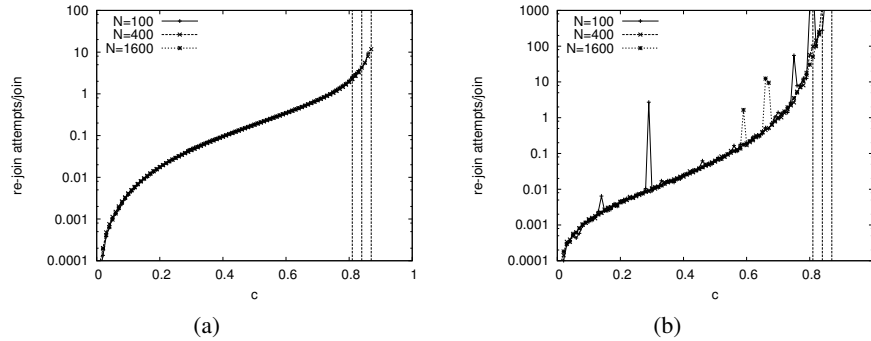 100
10
1
0.1
0.01
0.001
0.0001
re-join attempts/join
N=100
N=400
N=1600
0 0.2 0.4 0.6 0.8 1
c
(a)
1000
100
10
1
0.1
0.01
0.001
0.0001
re-join attempts/join
N=100
N=400
N=1600
0 0.2 0.4 0.6 0.8
c
(b)